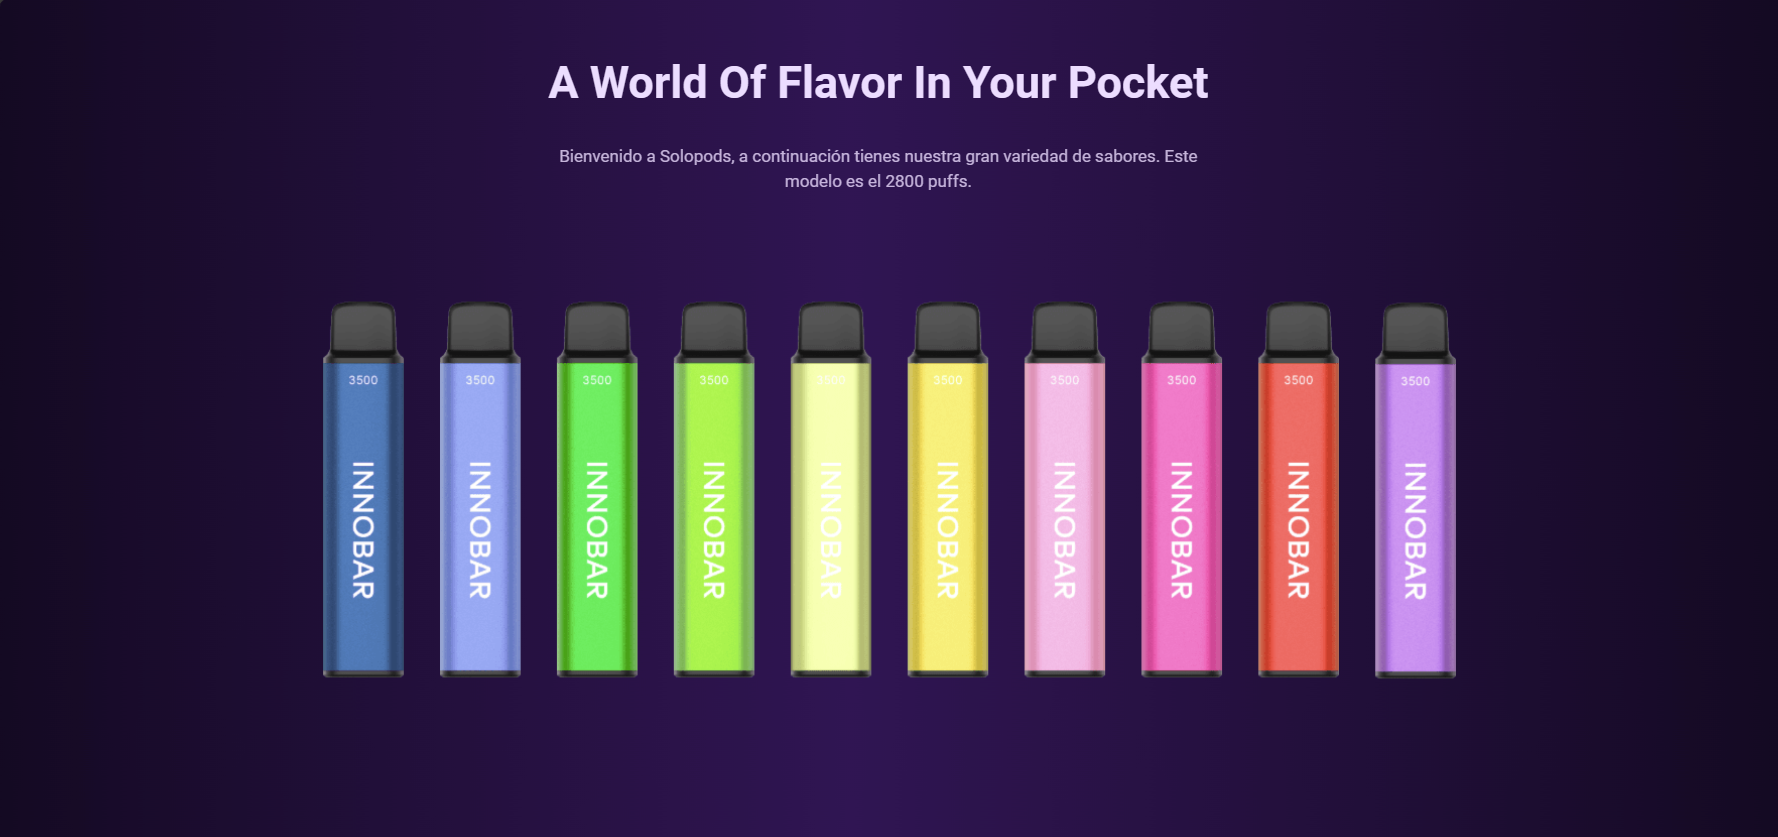 A World Of Flavor In Your Pocket
Bienvenido a Solopods, a continuación tienes nuestra gran variedad de sabores. Este
modelo es el 2800 puffs.
3500
INNOBAR
3500
INNOBAR
3500
INNOBAR
3500
INNOBAR
3500
INNOBAR
3500
INNOBAR
3500
INNOBAR
3500
INNOBAR
3500
INNOBAR
3500
INNOBAR